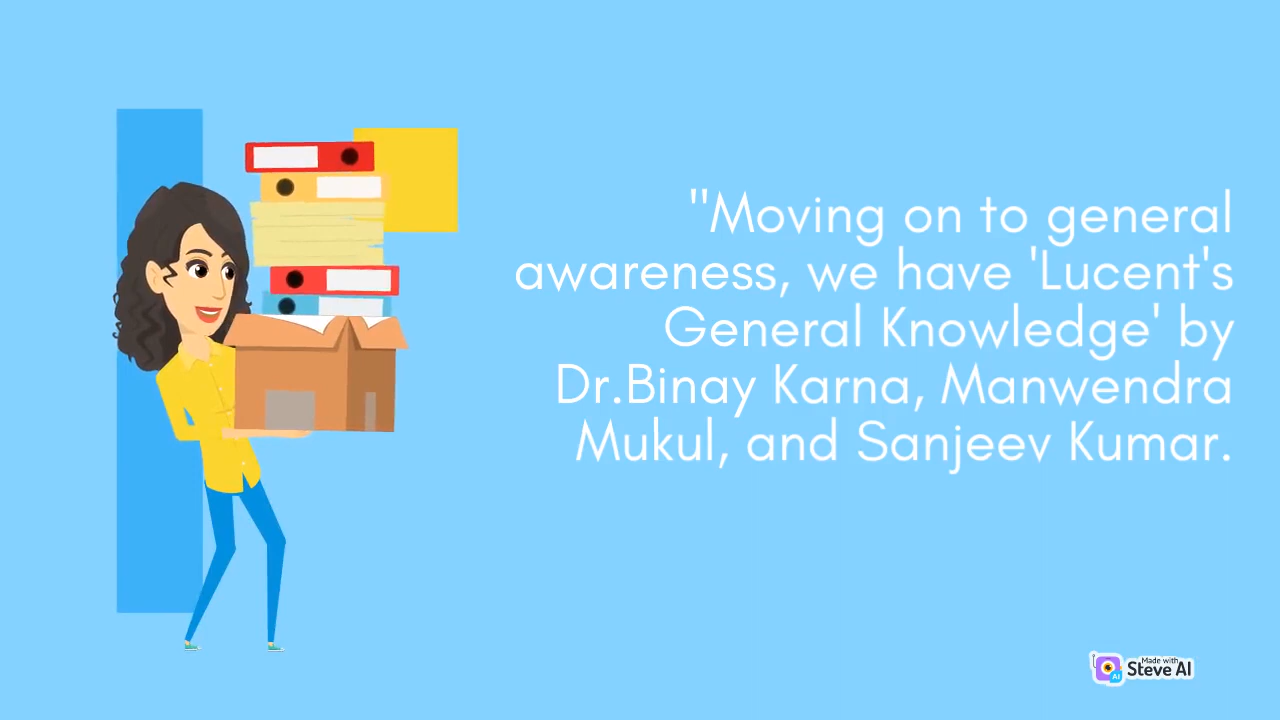 "Moving on to general
awareness, we have 'Lucent's
General Knowledge' by
Dr.Binay Karna, Manwendra
Mukul, and Sanjeev Kumar.
Made with
Steve AI
AI